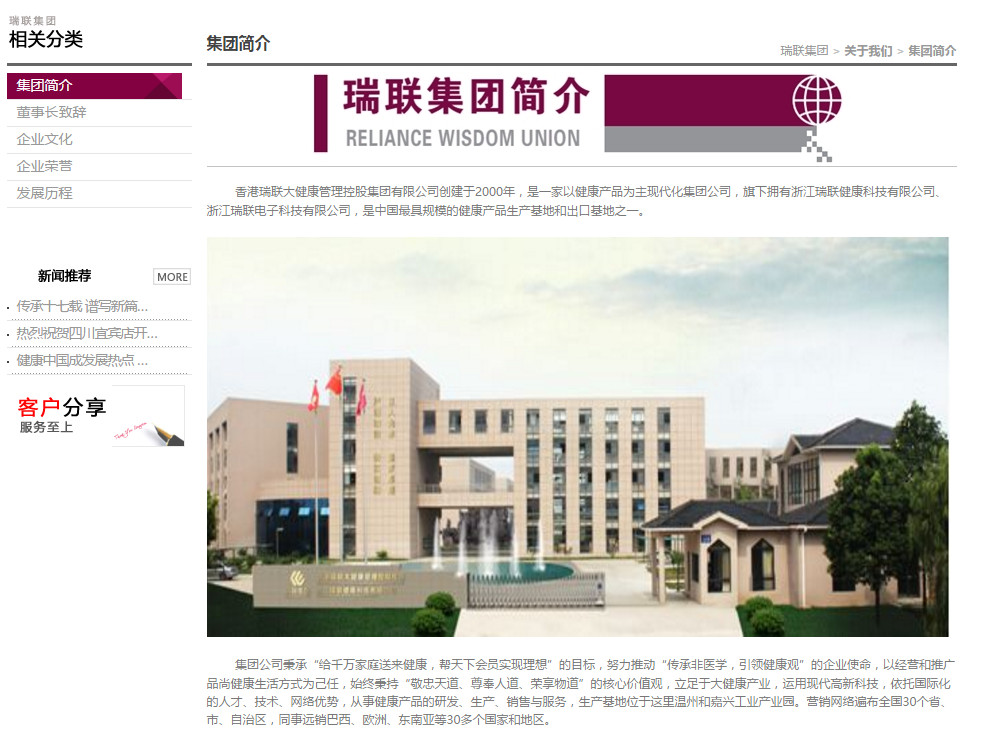 瑞联集团
相关分类
集团简介
董事长致辞
企业文化
企业荣誉
发展历程
新闻推荐 MORE
传承十七载 谱写新篇...
热烈祝贺四川宜宾店开...
健康中国成发展热点 ...
客户分享
服务至上
集团简介
瑞联集团 > 关于我们 > 集团简介
瑞联集团简介
RELIANCE WISDOM UNION
香港瑞联大健康管理控股集团有限公司创建于2000年，是一家以健康产品为主现代化集团公司，旗下拥有浙江瑞联健康科技有限公司、
浙江瑞联电子科技有限公司，是中国最具规模的健康产品生产基地和出口基地之一。
集团公司秉承“给千万家庭送来健康，帮天下会员实现理想”的目标，努力推动“传承非医学，引领健康观”的企业使命，以经营和推广
品尚健康生活方式为己任，始终秉持“敬忠天道、尊奉人道、荣享物道”的核心价值观，立足于大健康产业，运用现代高新科技，依托国际化
的人才、技术、网络优势，从事健康产品的研发、生产、销售与服务，生产基地位于这里温州和嘉兴工业产业园。营销网络遍布全国30个省、
市、自治区，同事远销巴西、欧洲、东南亚等30多个国家和地区。